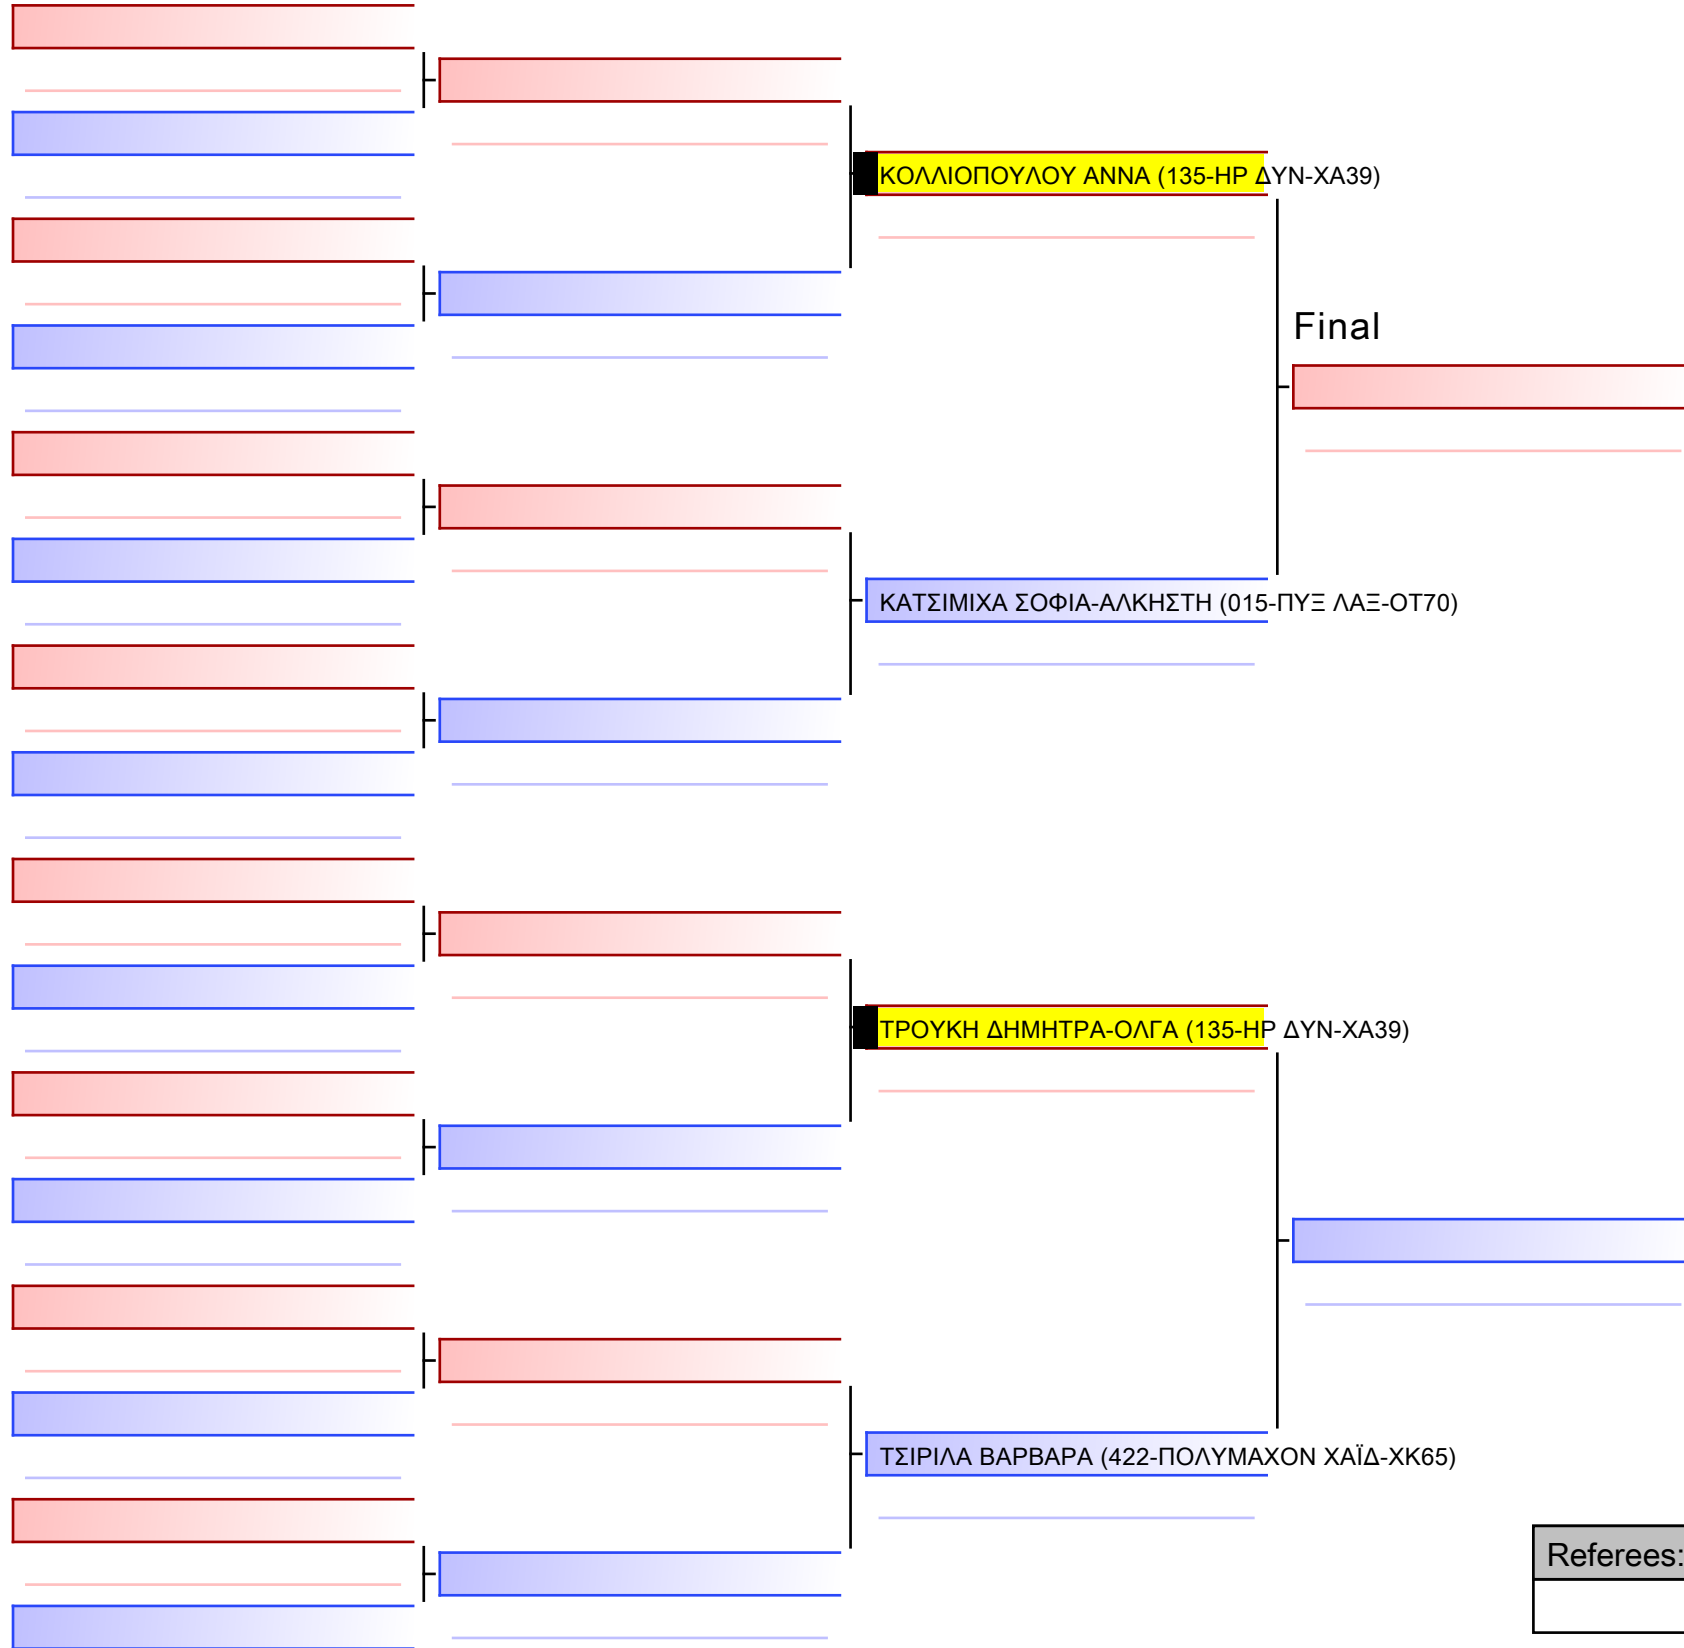 ΚΟΛΛΙΟΠΟΥΛΟΥ ΑΝΝΑ (135-ΗΡ ΔΥΝ-ΧΑ39)
Final
ΚΑΤΣΙΜΙΧΑ ΣΟΦΙΑ-ΑΛΚΗΣΤΗ (015-ΠΥΞ ΛΑΞ-ΟΤ70)
ΤΡΟΥΚΗ ΔΗΜΗΤΡΑ-ΟΛΓΑ (135-ΗΡ ΔΥΝ-ΧΑ39)
ΤΣΙΡΙΛΑ ΒΑΡΒΑΡΑ (422-ΠΟΛΥΜΑΧΟΝ ΧΑΪΔ-ΧΚ65)
Referees: